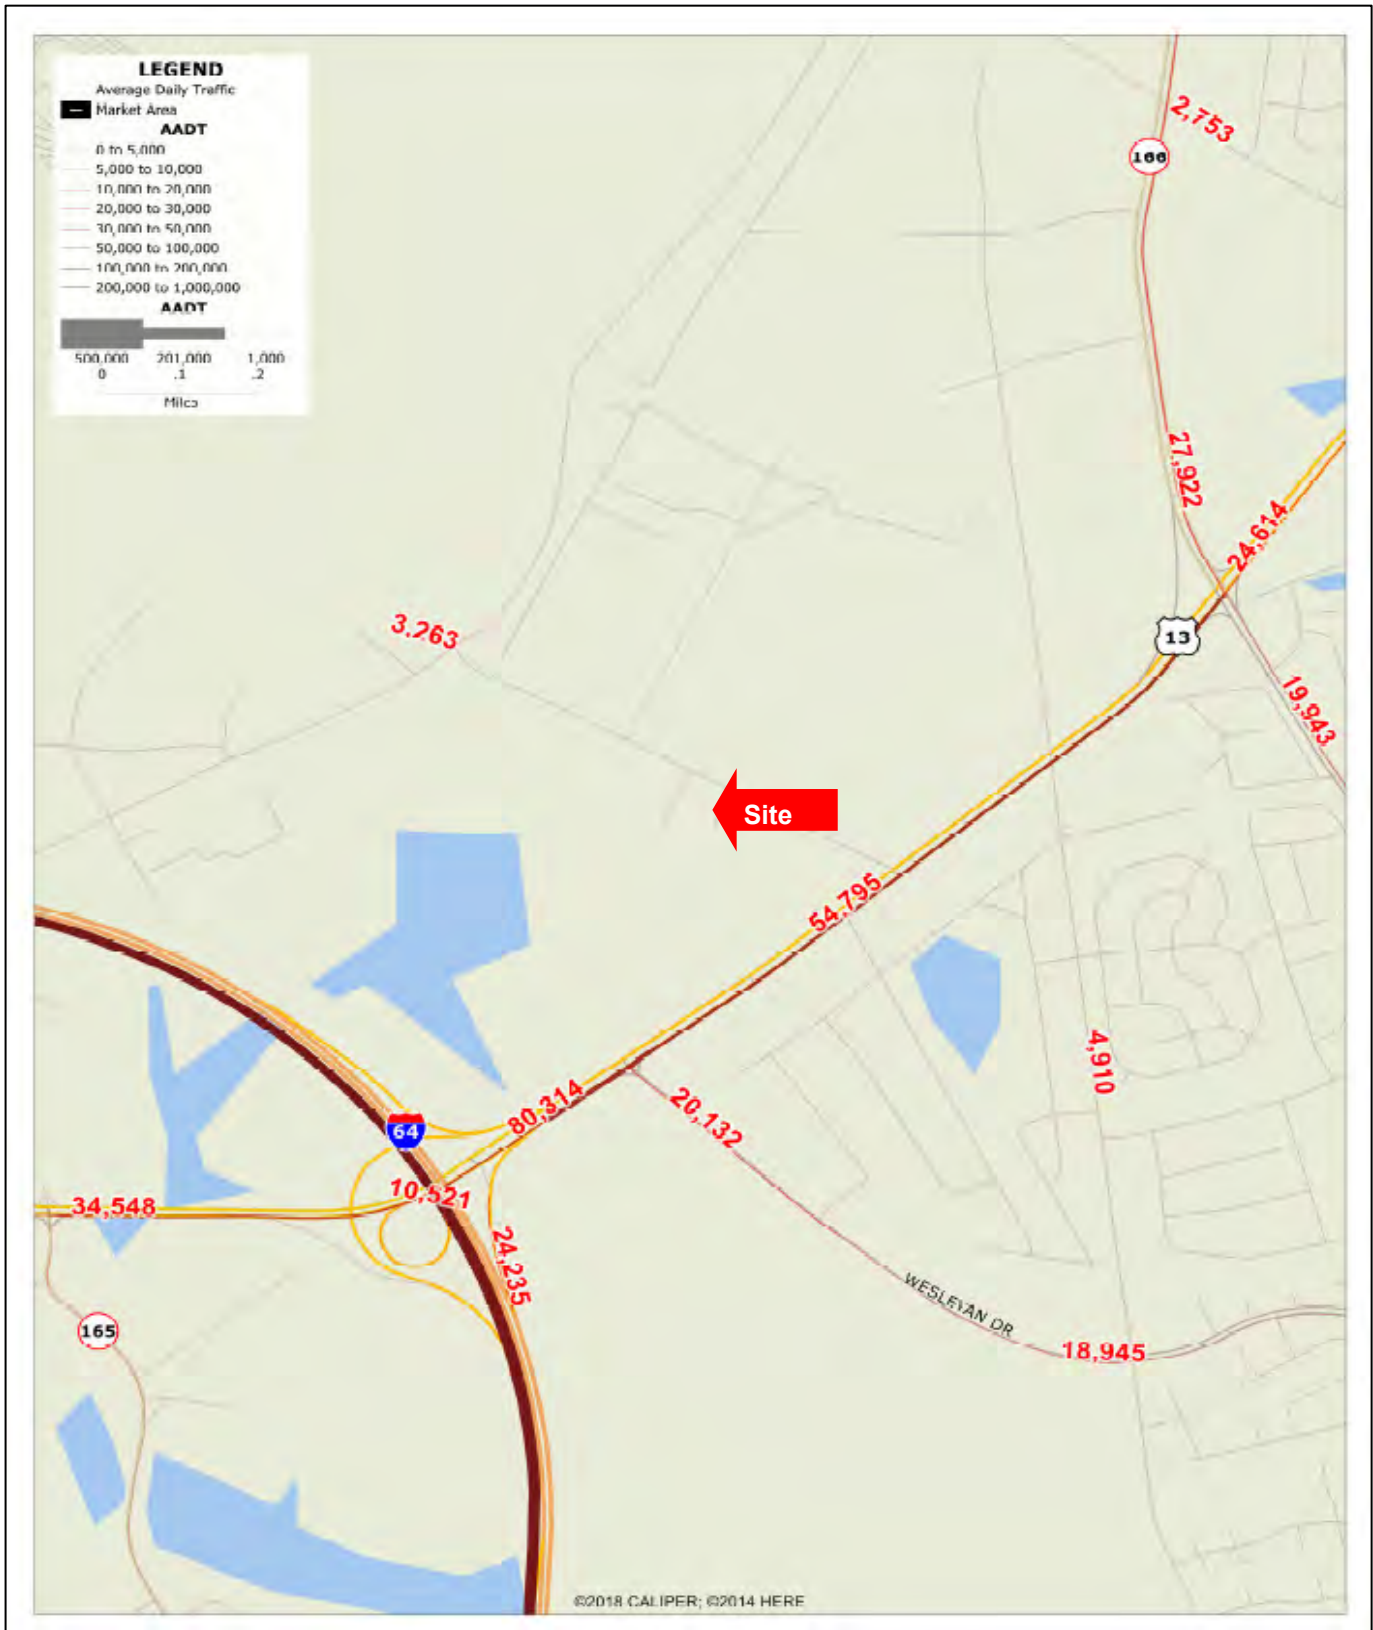 LEGEND
Average Daily Traffic
Market Area
AADT
0 to 5,000
5,000 to 10,000
10,000 to 20,000
20,000 to 30,000
30,000 to 50,000
50,000 to 100,000
100,000 to 200,000
200,000 to 1,000,000
AADT
500,000 201,000 1,000
0 .1 .2
Miles
2,753
166
27,922
24,614
3,263
13
19,943
Site
54,795
4,910
80,314
20,132
64
10,521
34,548
24,235
WESLEYAN DR
165
18,945
©2018 CALIPER; ©2014 HERE